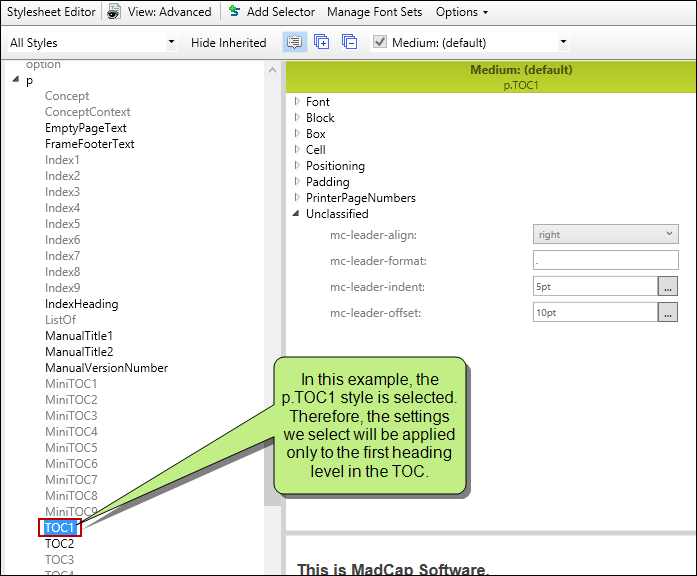 Stylesheet Editor View: Advanced Add Selector Manage Font Sets Options
All Styles Hide Inherited Medium: (default)
option
p
Concept
ConceptContext
EmptyPageText
FrameFooterText
Index1
Index2
Index3
Index4
Index5
Index6
Index7
Index8
Index9
IndexHeading
ListOf
ManualTitle1
ManualTitle2
ManualVersionNumber
MiniTOC1
MiniTOC2
MiniTOC3
MiniTOC4
MiniTOC5
MiniTOC6
MiniTOC7
MiniTOC8
MiniTOC9
TOC1
TOC2
TOC3
TOC4
Medium: (default)
p.TOC1
Font
Block
Box
Cell
Positioning
Padding
PrinterPageNumbers
Unclassified
mc-leader-align: right
mc-leader-format: .
mc-leader-indent: 5pt ...
mc-leader-offset: 10pt ...
In this example, the
p.TOC1 style is selected.
Therefore, the settings
we select will be applied
only to the first heading
level in the TOC.
This is MadCap Software.